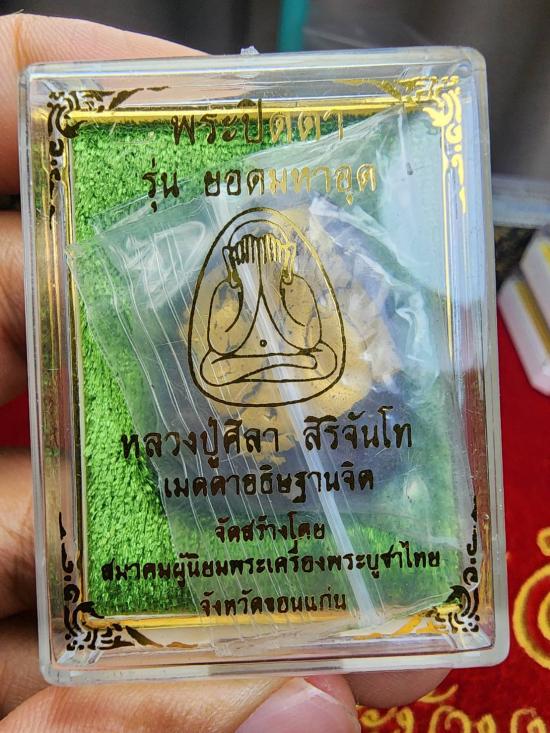 พระปิดตา
รุ่น ยอดมหาอุด
หลวงปู่ศิลา สิริจันโท
เมตตาอธิษฐานจิต
จัดสร้างโดย
สมาคมผู้นิยมพระเครื่องพระบูชาไทย
จังหวัดขอนแก่น